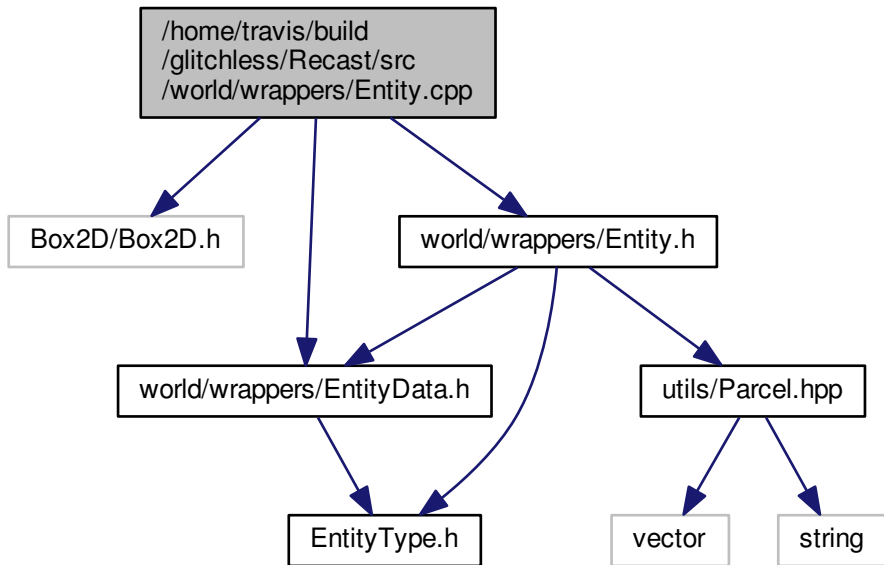 /home/travis/build
/glitchless/Recast/src
/world/wrappers/Entity.cpp
Box2D/Box2D.h
world/wrappers/Entity.h
world/wrappers/EntityData.h
utils/Parcel.hpp
EntityType.h
vector
string